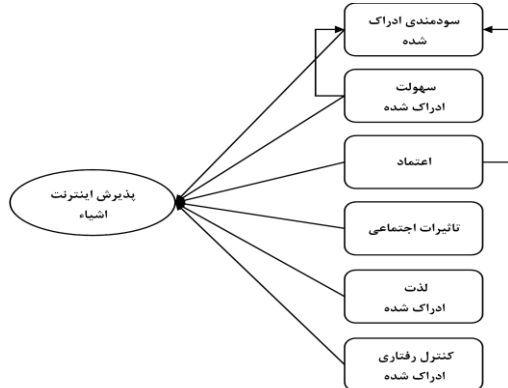 سودمندی ادراک
شده
سهولت
ادراک شده
اعتماد
پذیرش اینترنت
اشیاء
تاثیرات اجتماعی
لذت
ادراک شده
کنترل رفتاری
ادراک شده